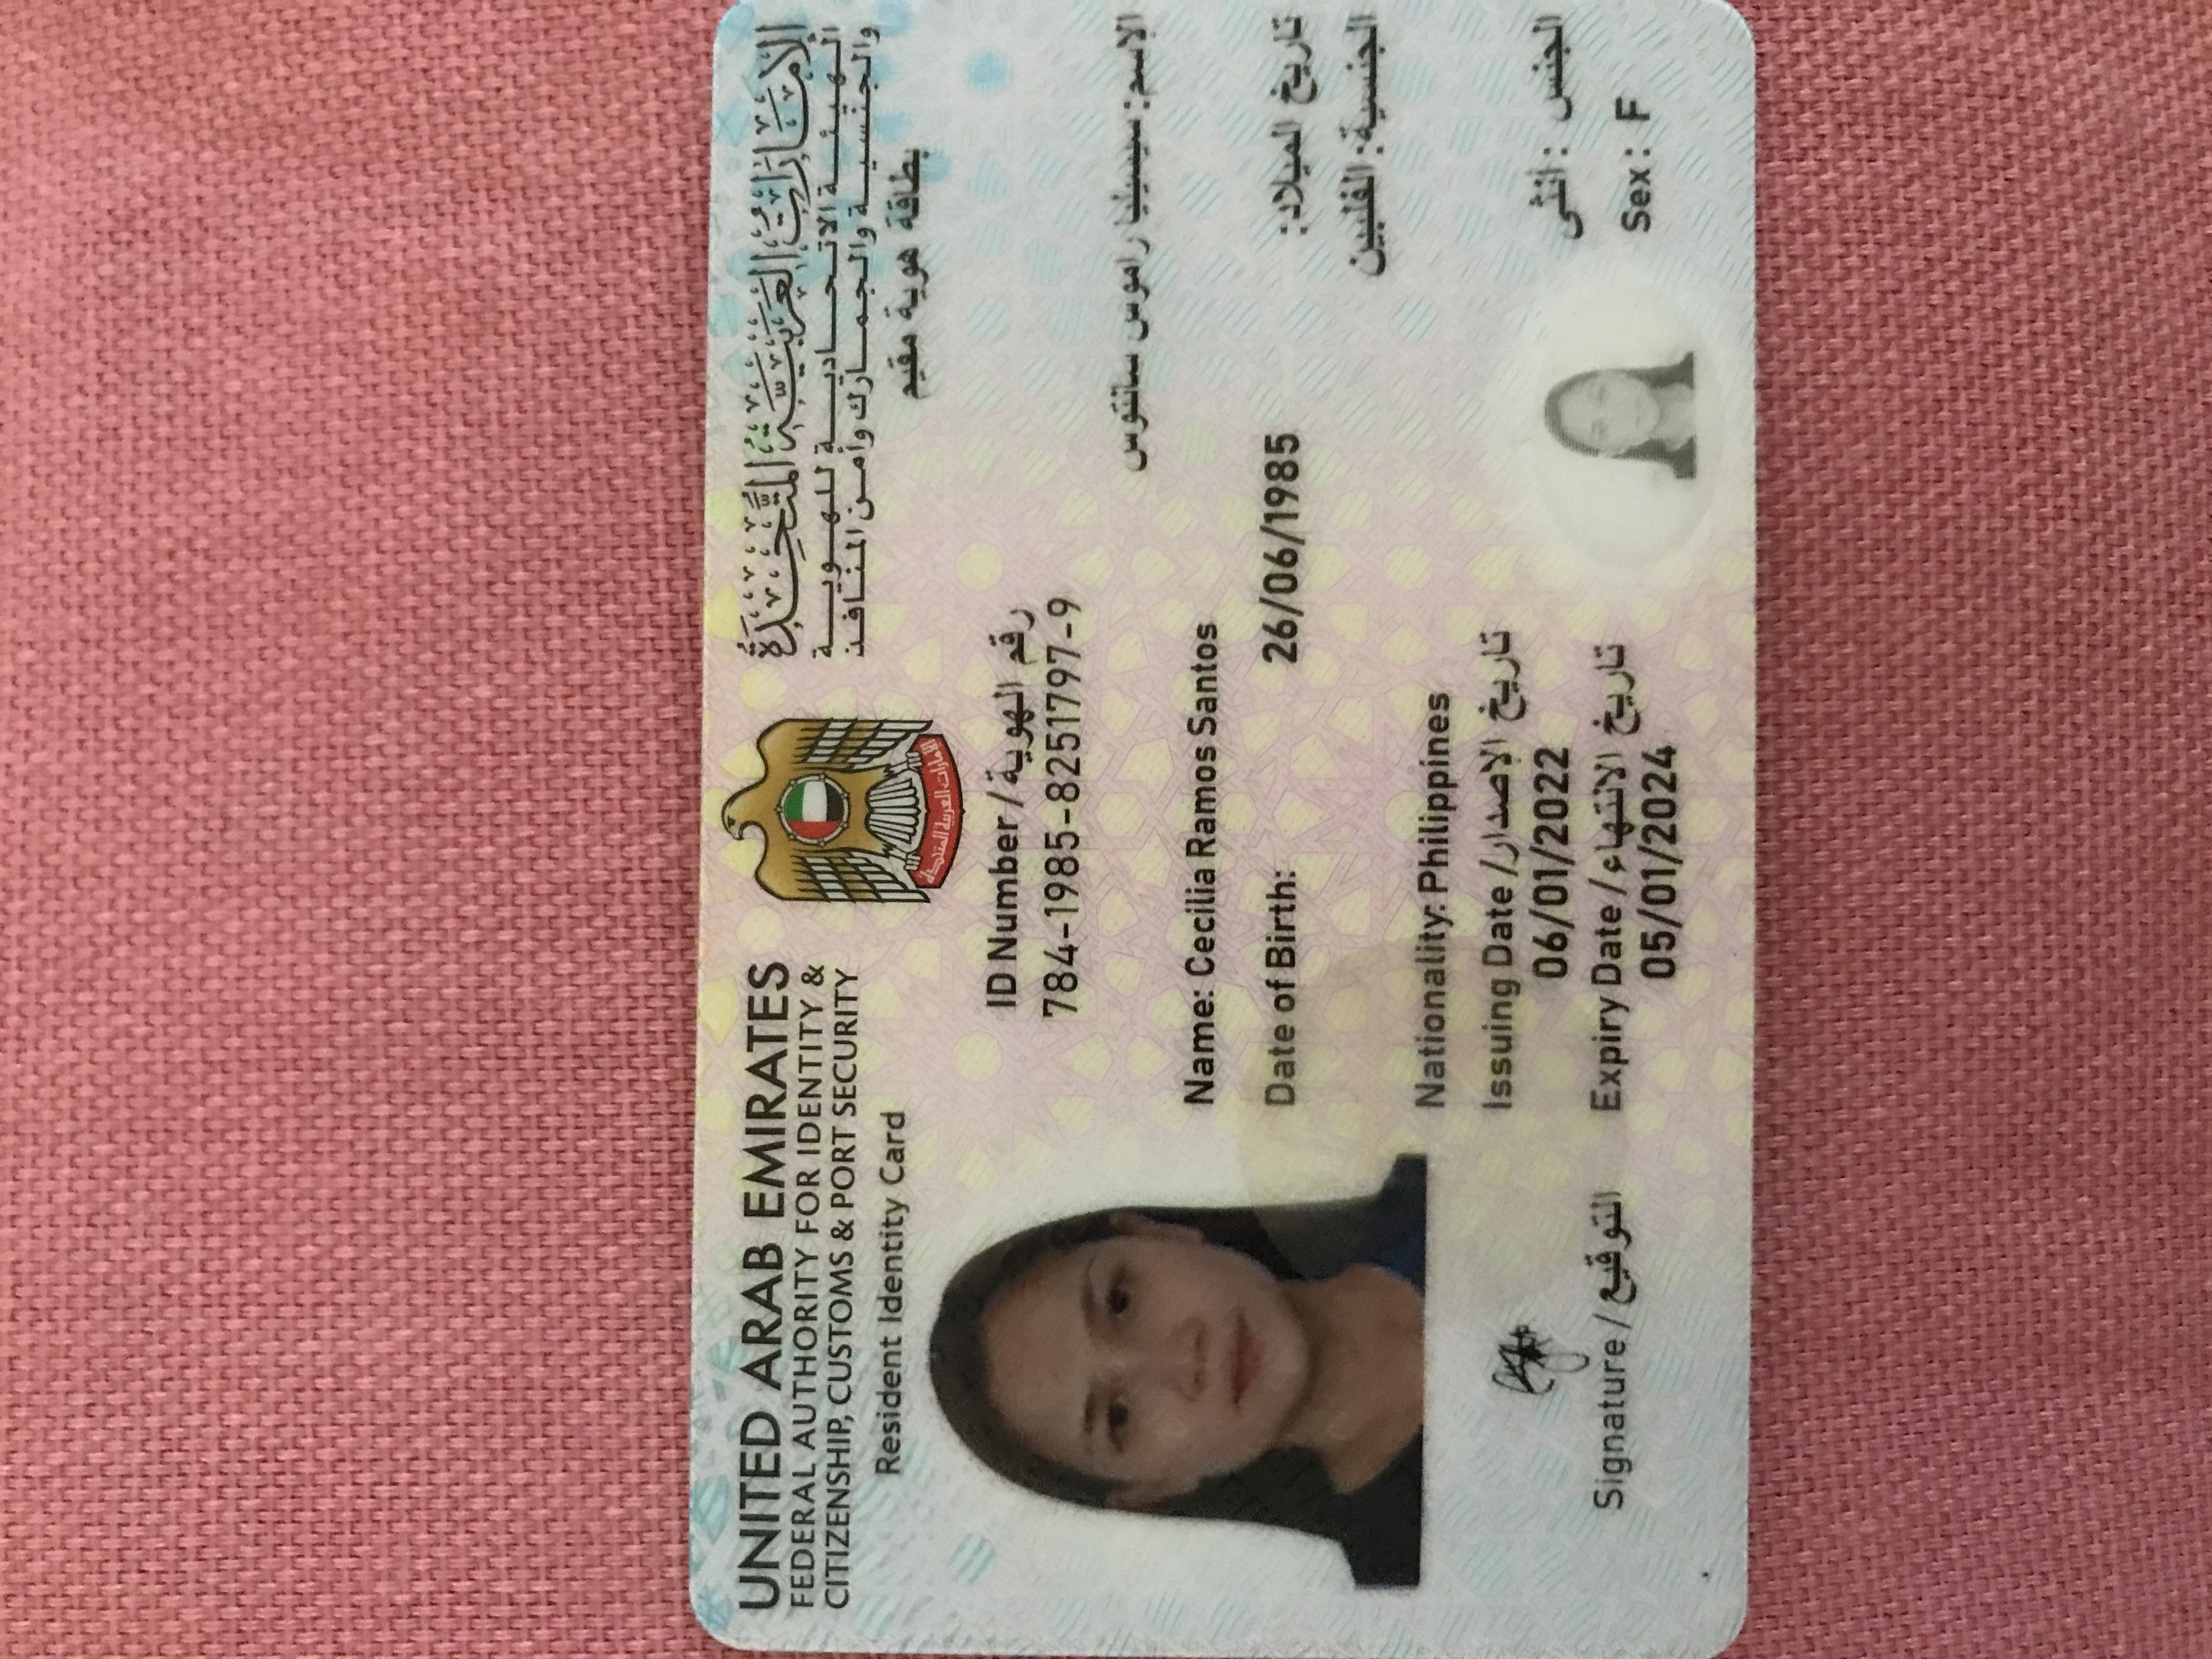 UNITED ARAB EMIRATES
FEDERAL AUTHORITY FOR IDENTITY &
CITIZENSHIP, CUSTOMS & PORT SECURITY
Resident Identity Card
الإمارات العربية المتحدة
الهيئة الاتحادية للهوية
والجنسية والجمارك وأمن المنافذ
بطاقة هوية مقيم
الإمارات العربية المتحدة
ID Number / رقم الهوية
784-1985-8251797-9
الإسم: سيسيليا راموس سانتوس
Name: Cecilia Ramos Santos
Date of Birth: 26/06/1985 تاريخ الميلاد:
الجنسية: الفلبين
Nationality: Philippines
Issuing Date / تاريخ الإصدار
06/01/2022
Expiry Date / تاريخ الانتهاء
05/01/2024
الجنس : أنثى
Sex : F
Signature / التوقيع